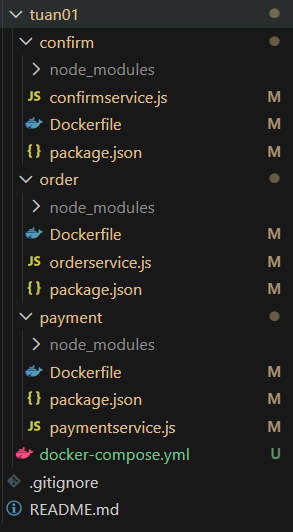 tuan01
confirm
node_modules
JS confirmservice.js M
Dockerfile M
{} package.json M
order
node_modules
Dockerfile M
JS orderservice.js M
{} package.json M
payment
node_modules
Dockerfile M
{} package.json M
JS paymentservice.js M
docker-compose.yml U
.gitignore
README.md